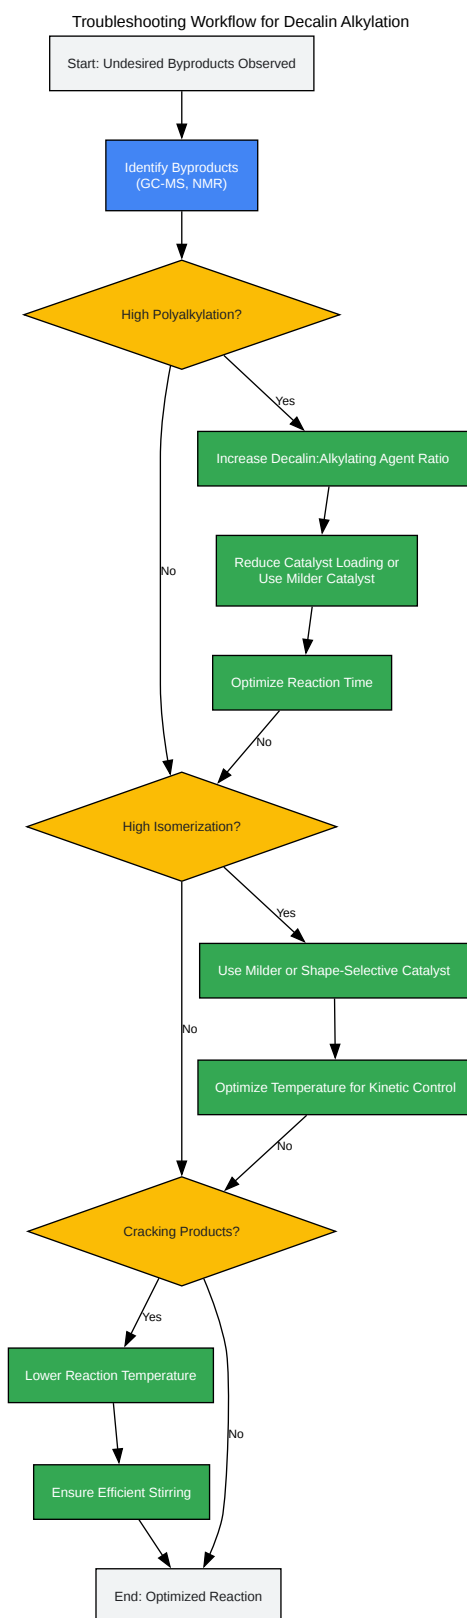 Troubleshooting Workflow for Decalin Alkylation
Start: Undesired Byproducts Observed
Identify Byproducts
(GC-MS, NMR)
High Polyalkylation?
Yes
Increase Decalin:Alkylating Agent Ratio
No
Reduce Catalyst Loading or
Use Milder Catalyst
Optimize Reaction Time
No
High Isomerization?
Yes
Use Milder or Shape-Selective Catalyst
No
Optimize Temperature for Kinetic Control
No
Cracking Products?
Yes
Lower Reaction Temperature
No
Ensure Efficient Stirring
End: Optimized Reaction